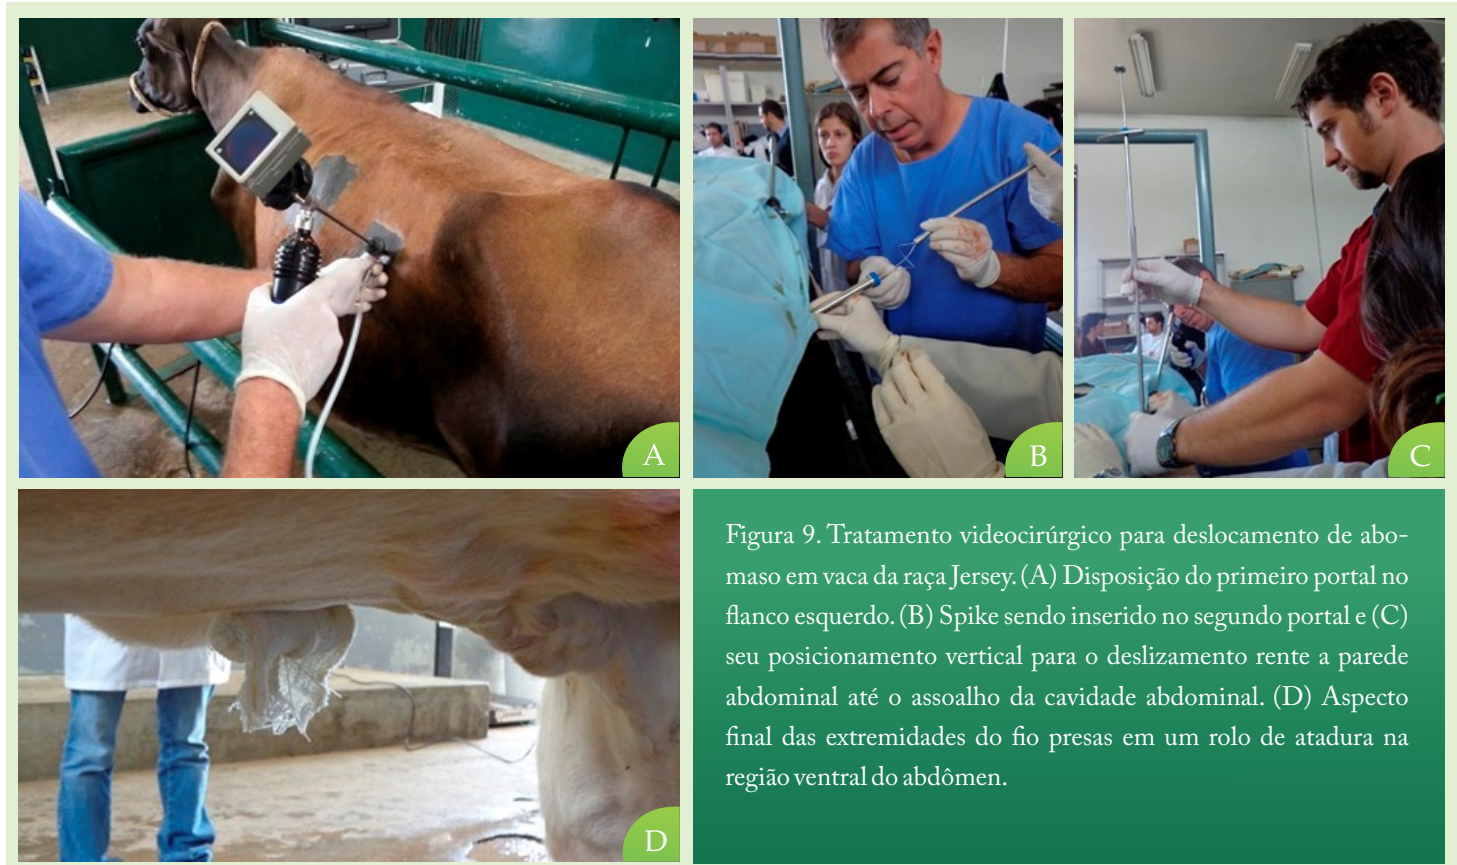 A
B
C
D
Figura 9. Tratamento videocirúrgico para deslocamento de abo-
maso em vaca da raça Jersey. (A) Disposição do primeiro portal no
flanco esquerdo. (B) Spike sendo inserido no segundo portal e (C)
seu posicionamento vertical para o deslizamento rente a parede
abdominal até o assoalho da cavidade abdominal. (D) Aspecto
final das extremidades do fio presas em um rolo de atadura na
região ventral do abdômen.